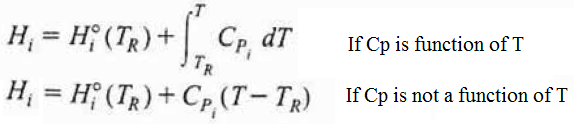 H_i = H_i°(T_R) + ∫_{T_R}^{T} C_{P_i} dT If Cp is function of T
H_i = H_i°(T_R) + C_{P_i}(T − T_R) If Cp is not a function of T